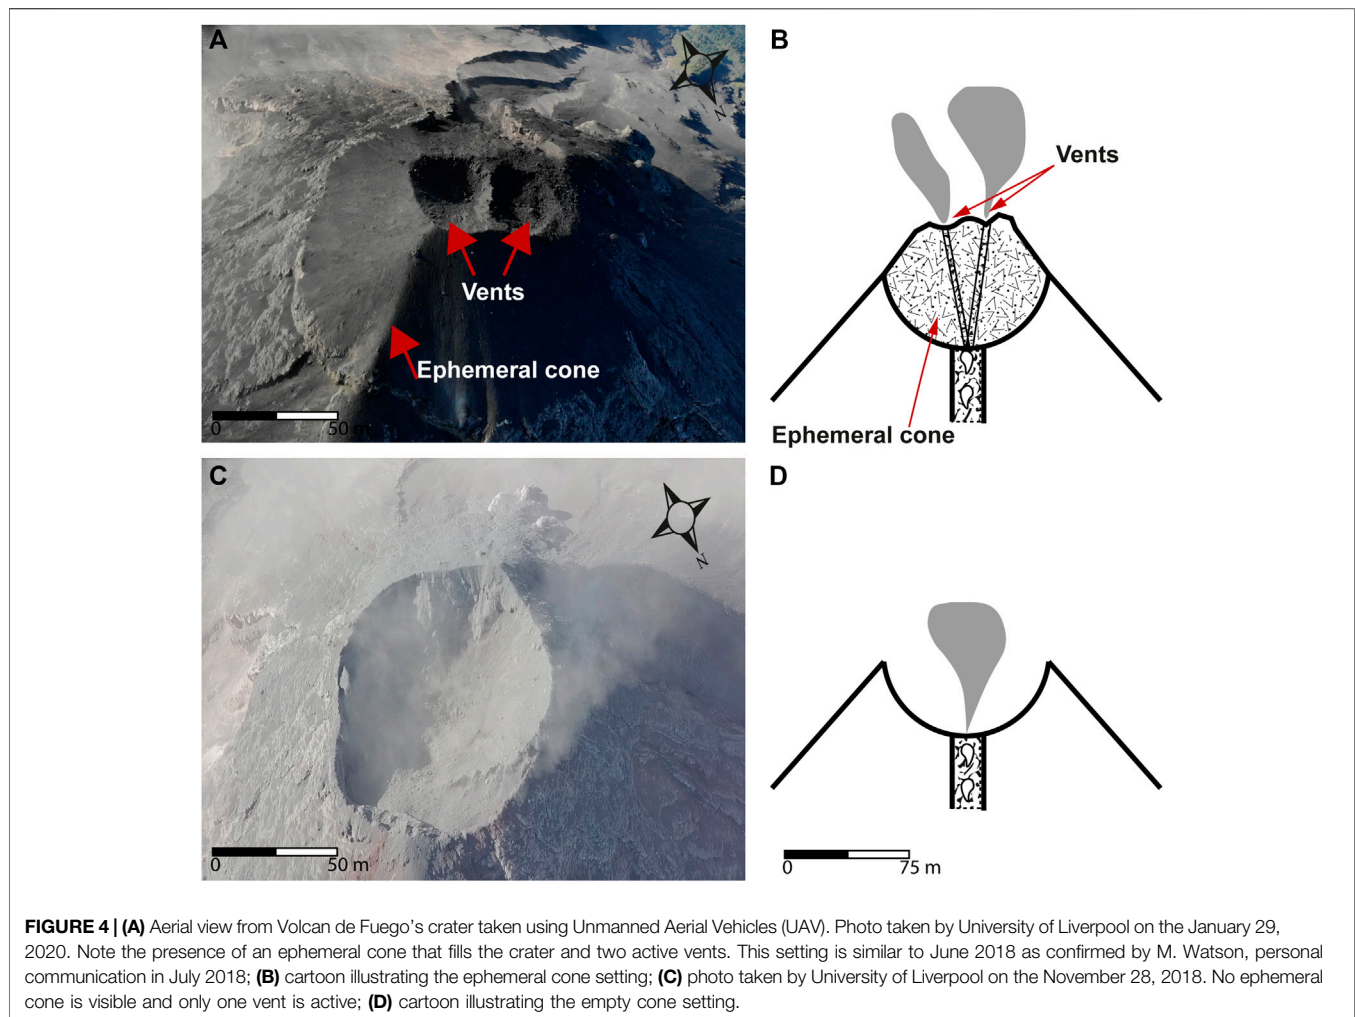 A
N
Vents
Ephemeral cone
0
50 m
B
Vents
Ephemeral cone
C
N
0
50 m
D
0
75 m
FIGURE 4 | (A) Aerial view from Volcan de Fuego's crater taken using Unmanned Aerial Vehicles (UAV). Photo taken by University of Liverpool on the January 29,
2020. Note the presence of an ephemeral cone that fills the crater and two active vents. This setting is similar to June 2018 as confirmed by M. Watson, personal
communication in July 2018; (B) cartoon illustrating the ephemeral cone setting; (C) photo taken by University of Liverpool on the November 28, 2018. No ephemeral
cone is visible and only one vent is active; (D) cartoon illustrating the empty cone setting.